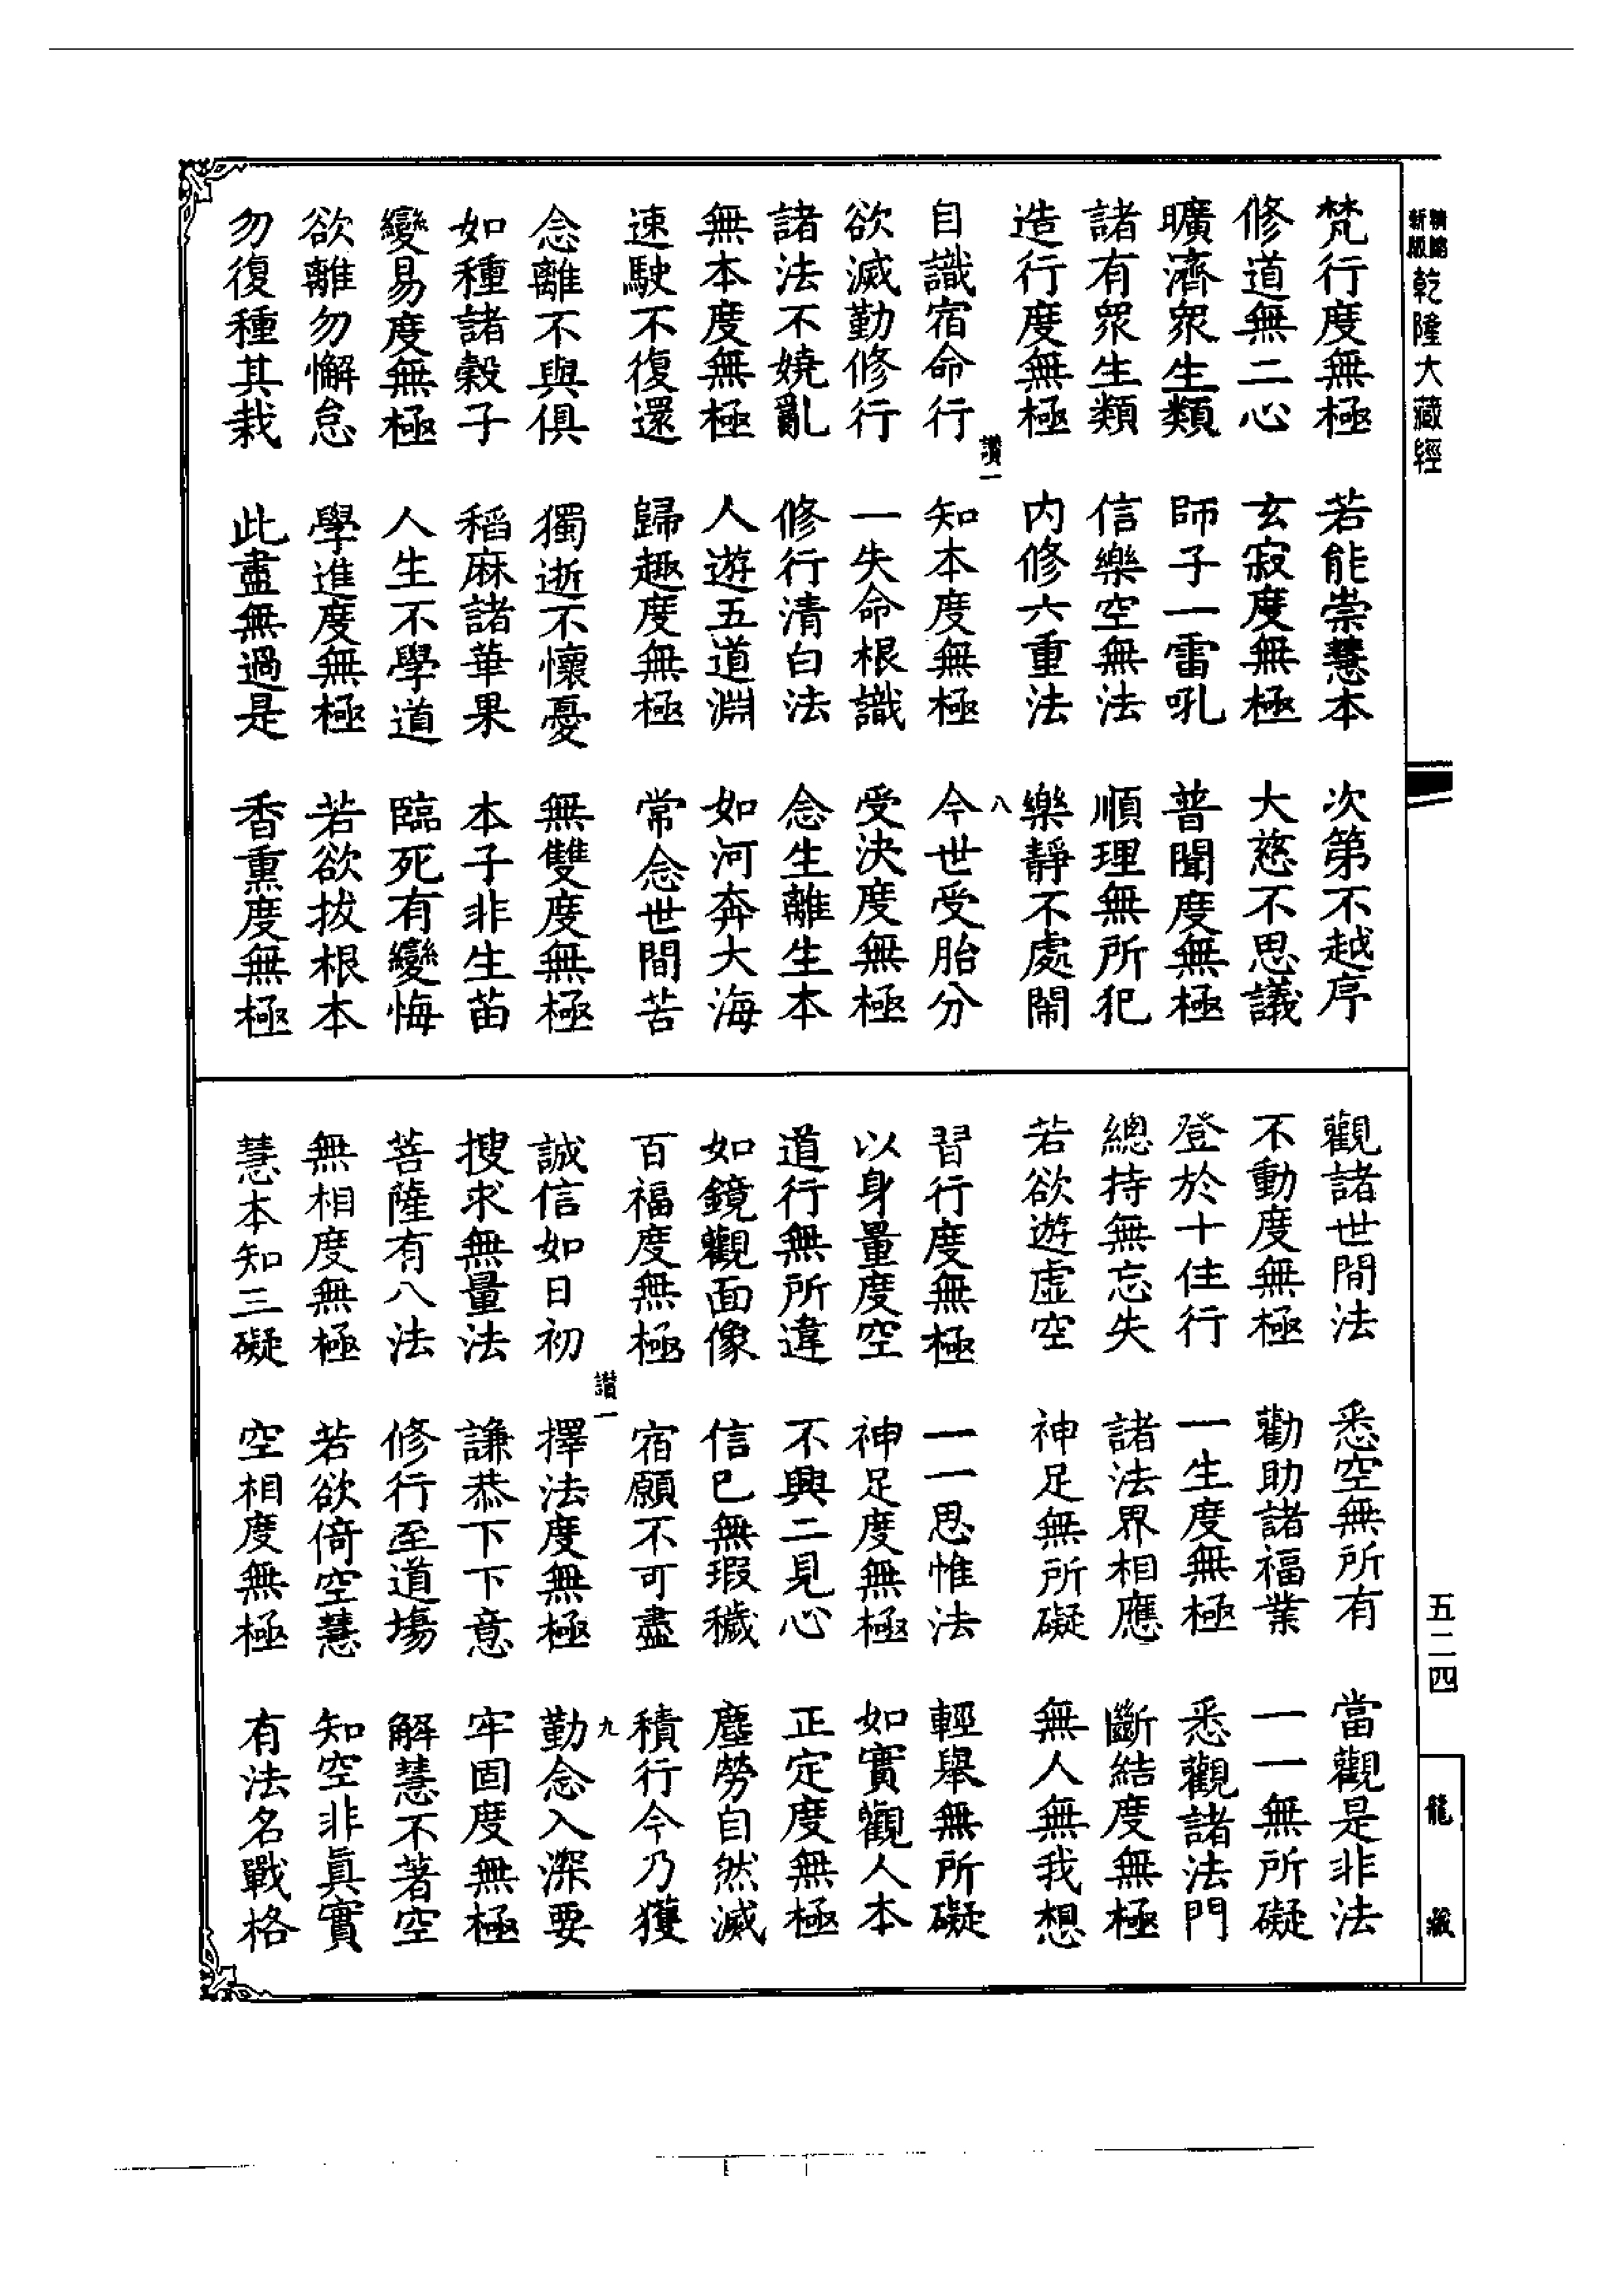 新版
精縮
乾隆大藏經
梵行度無極　若能崇慧本　次第不越序
修道無二心　玄寂度無極　大慈不思議
曠濟眾生類　師子一雷吼　普聞度無極
諸有眾生類　信樂空無法　順理無所犯
造行度無極　內修六重法　樂靜不處鬧
讚一　八
自識宿命行　知本度無極　今世受胎分
欲滅勤修行　一失命根識　受決度無極
諸法不嬈亂　修行清白法　念生離生本
無本度無極　人遊五道淵　如河奔大海
速駛不復還　歸趣度無極　常念世間苦
念離不與俱　獨逝不懷憂　無雙度無極
如種諸穀子　稻麻諸華果　本子非生苗
變易度無極　人生不學道　臨死有變悔
欲離勿懈怠　學進度無極　若欲拔根本
勿復種其栽　此盡無過是　香熏度無極
觀諸世間法　悉空無所有　當觀是非法
不動度無極　勸助諸福業　一一無所礙
登於十住行　一生度無極　悉觀諸法門
總持無忘失　諸法界相應　斷結度無極
若欲遊虛空　神足無所礙　無人無我想
習行度無極　一一思惟法　輕舉無所礙
以身量度空　神足度無極　如實觀人本
道行無所違　不興二見心　正定度無極
如鏡觀面像　信已無瑕穢　塵勞自然滅
百福度無極　宿願不可盡　積行今乃獲
讚一　九
誠信如日初　擇法度無極　勤念入深要
搜求無量法　謙恭下下意　牢固度無極
菩薩有八法　修行至道場　解慧不著空
無相度無極　若欲倚空慧　知空非真實
慧本知三礙　空相度無極　有法名戰格
五二四
龍藏